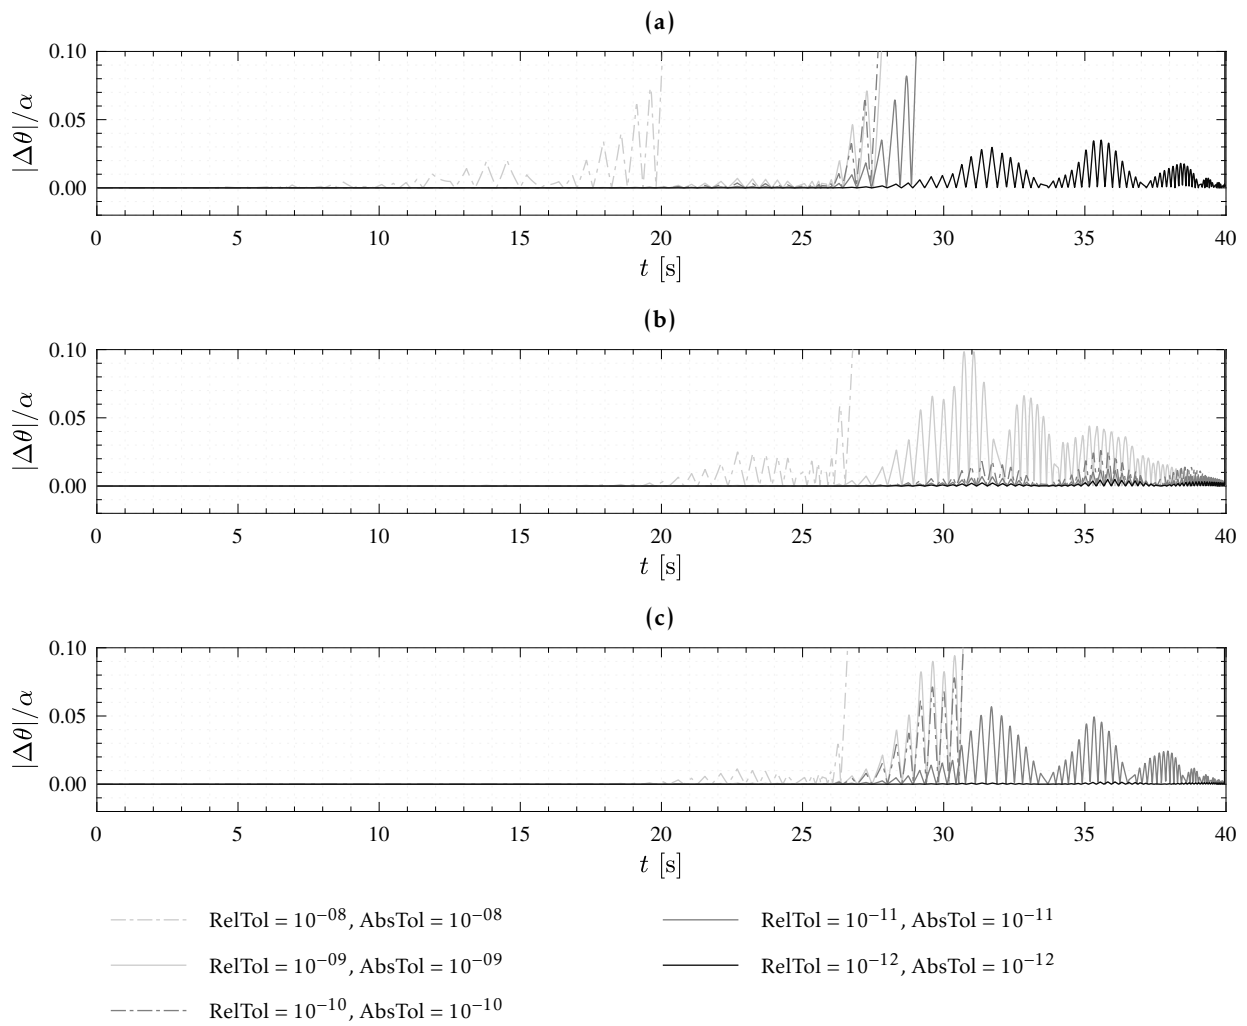 (a)
0.10
0.05
0.00
|Δθ|/α
0 5 10 15 20 25 30 35 40
t [s]
(b)
0.10
0.05
0.00
|Δθ|/α
0 5 10 15 20 25 30 35 40
t [s]
(c)
0.10
0.05
0.00
|Δθ|/α
0 5 10 15 20 25 30 35 40
t [s]
RelTol = 10⁻⁰⁸, AbsTol = 10⁻⁰⁸
RelTol = 10⁻⁰⁹, AbsTol = 10⁻⁰⁹
RelTol = 10⁻¹⁰, AbsTol = 10⁻¹⁰
RelTol = 10⁻¹¹, AbsTol = 10⁻¹¹
RelTol = 10⁻¹², AbsTol = 10⁻¹²